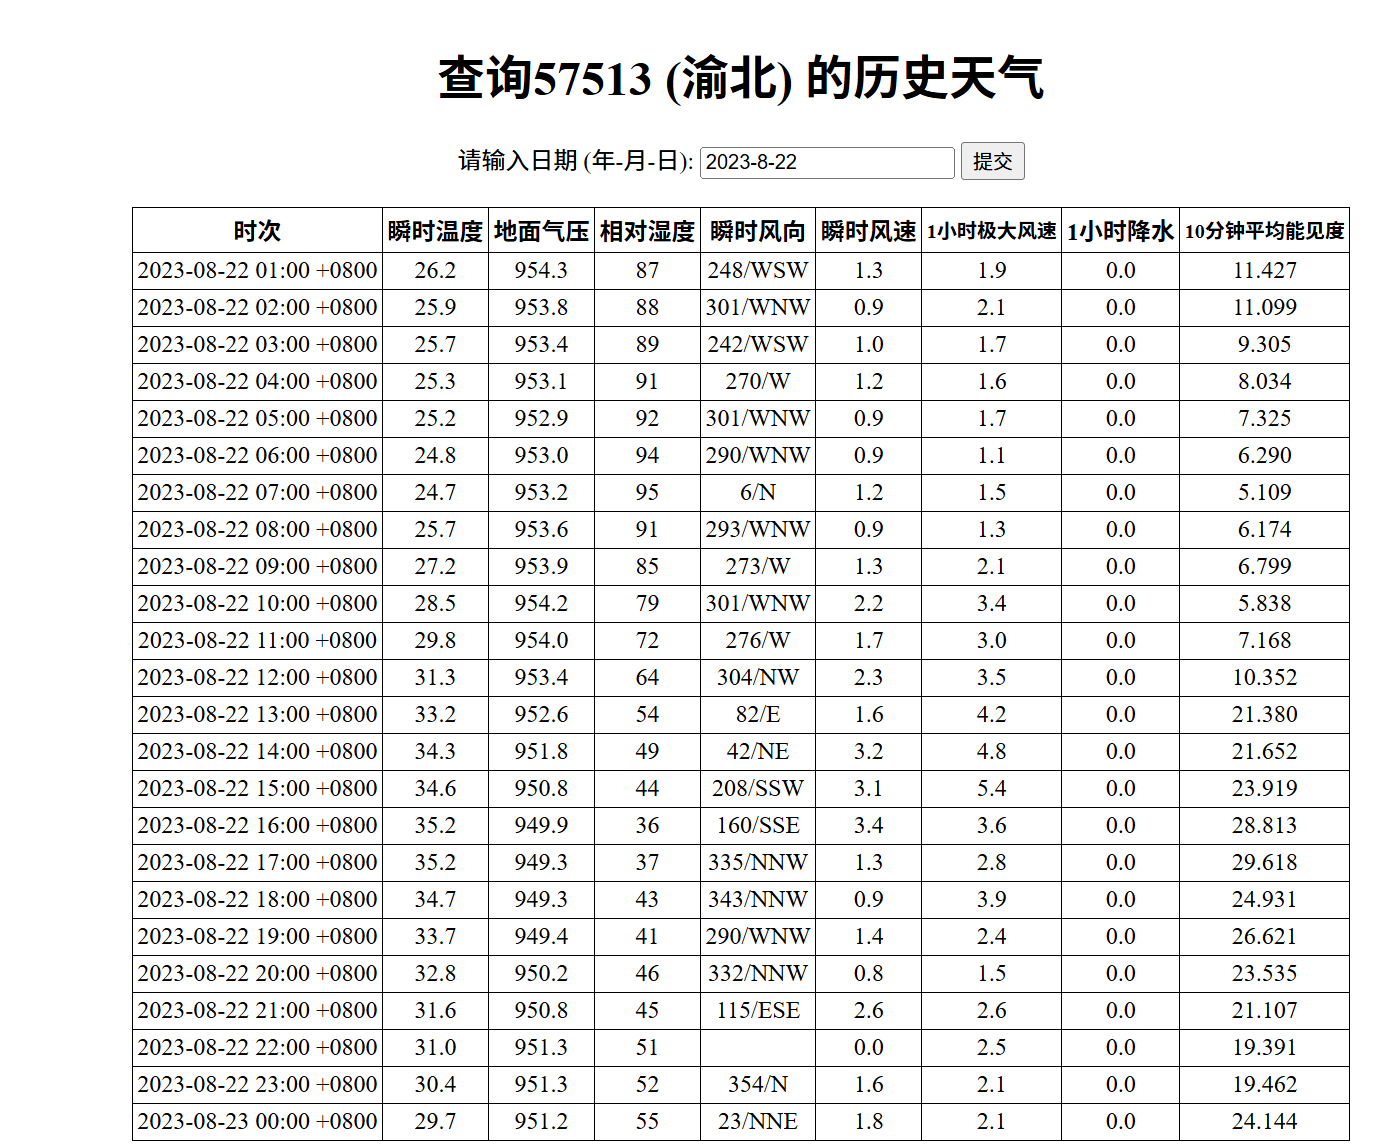 查询57513 (渝北) 的历史天气
请输入日期 (年-月-日): 2023-8-22 提交
时次 瞬时温度 地面气压 相对湿度 瞬时风向 瞬时风速 1小时极大风速 1小时降水 10分钟平均能见度
2023-08-22 01:00 +0800 26.2 954.3 87 248/WSW 1.3 1.9 0.0 11.427
2023-08-22 02:00 +0800 25.9 953.8 88 301/WNW 0.9 2.1 0.0 11.099
2023-08-22 03:00 +0800 25.7 953.4 89 242/WSW 1.0 1.7 0.0 9.305
2023-08-22 04:00 +0800 25.3 953.1 91 270/W 1.2 1.6 0.0 8.034
2023-08-22 05:00 +0800 25.2 952.9 92 301/WNW 0.9 1.7 0.0 7.325
2023-08-22 06:00 +0800 24.8 953.0 94 290/WNW 0.9 1.1 0.0 6.290
2023-08-22 07:00 +0800 24.7 953.2 95 6/N 1.2 1.5 0.0 5.109
2023-08-22 08:00 +0800 25.7 953.6 91 293/WNW 0.9 1.3 0.0 6.174
2023-08-22 09:00 +0800 27.2 953.9 85 273/W 1.3 2.1 0.0 6.799
2023-08-22 10:00 +0800 28.5 954.2 79 301/WNW 2.2 3.4 0.0 5.838
2023-08-22 11:00 +0800 29.8 954.0 72 276/W 1.7 3.0 0.0 7.168
2023-08-22 12:00 +0800 31.3 953.4 64 304/NW 2.3 3.5 0.0 10.352
2023-08-22 13:00 +0800 33.2 952.6 54 82/E 1.6 4.2 0.0 21.380
2023-08-22 14:00 +0800 34.3 951.8 49 42/NE 3.2 4.8 0.0 21.652
2023-08-22 15:00 +0800 34.6 950.8 44 208/SSW 3.1 5.4 0.0 23.919
2023-08-22 16:00 +0800 35.2 949.9 36 160/SSE 3.4 3.6 0.0 28.813
2023-08-22 17:00 +0800 35.2 949.3 37 335/NNW 1.3 2.8 0.0 29.618
2023-08-22 18:00 +0800 34.7 949.3 43 343/NNW 0.9 3.9 0.0 24.931
2023-08-22 19:00 +0800 33.7 949.4 41 290/WNW 1.4 2.4 0.0 26.621
2023-08-22 20:00 +0800 32.8 950.2 46 332/NNW 0.8 1.5 0.0 23.535
2023-08-22 21:00 +0800 31.6 950.8 45 115/ESE 2.6 2.6 0.0 21.107
2023-08-22 22:00 +0800 31.0 951.3 51 0.0 2.5 0.0 19.391
2023-08-22 23:00 +0800 30.4 951.3 52 354/N 1.6 2.1 0.0 19.462
2023-08-23 00:00 +0800 29.7 951.2 55 23/NNE 1.8 2.1 0.0 24.144